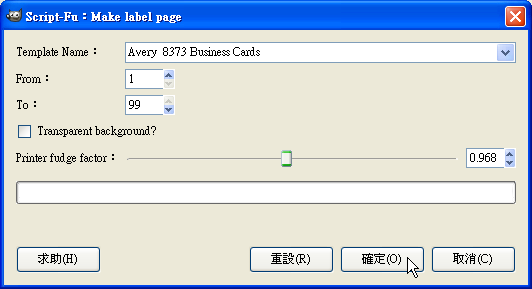 Script-Fu：Make label page
Template Name： Avery 8373 Business Cards
From： 1
To： 99
Transparent background?
Printer fudge factor： 0.968
求助(H) 重設(R) 確定(O) 取消(C)